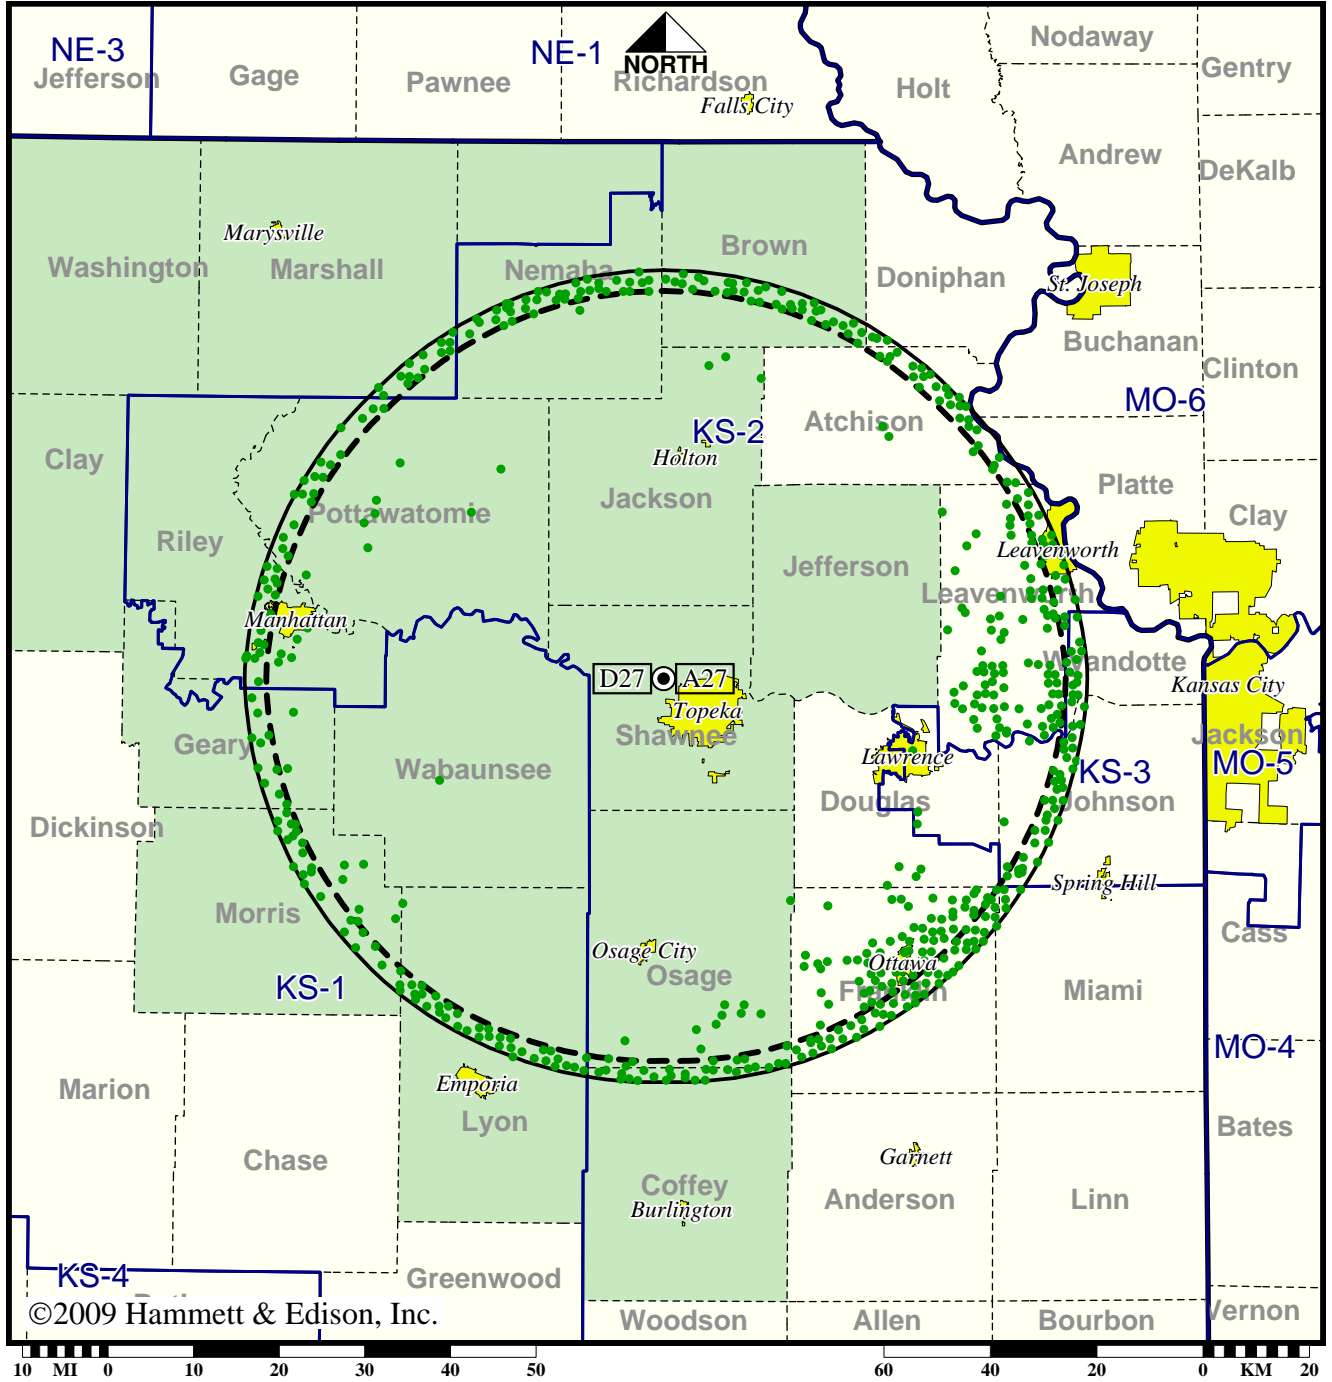 NE-3
NE-1
NORTH
Jefferson
Gage
Pawnee
Richardson
Falls City
Holt
Nodaway
Gentry
Andrew
DeKalb
Marysville
Washington
Marshall
Nemaha
Brown
Doniphan
St. Joseph
Buchanan
Clinton
MO-6
Atchison
KS-2
Holton
Clay
Riley
Pottawatomie
Jackson
Platte
Clay
Leavenworth
Jefferson
Leavenworth
Manhattan
Wyandotte
D27
A27
Kansas City
Topeka
Shawnee
Geary
Wabaunsee
Lawrence
Jackson
MO-5
KS-3
Douglas
Johnson
Dickinson
Spring Hill
Morris
Cass
Osage City
Osage
Ottawa
Franklin
KS-1
Miami
MO-4
Marion
Emporia
Lyon
Bates
Chase
Garnett
Coffey
Burlington
Anderson
Linn
KS-4
Greenwood
©2009 Hammett & Edison, Inc.
Woodson
Allen
Bourbon
Vernon
10 MI 0 10 20 30 40 50
60 40 20 0 KM 20